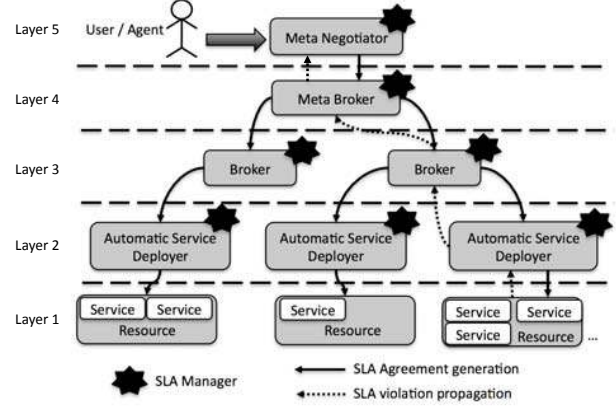 Layer 5
User / Agent
Meta Negotiator
Layer 4
Meta Broker
Layer 3
Broker
Broker
Layer 2
Automatic Service
Deployer
Automatic Service
Deployer
Automatic Service
Deployer
Layer 1
Service
Service
Resource
Service
Resource
Service
Service
Service
Resource
...
SLA Manager
SLA Agreement generation
SLA violation propagation